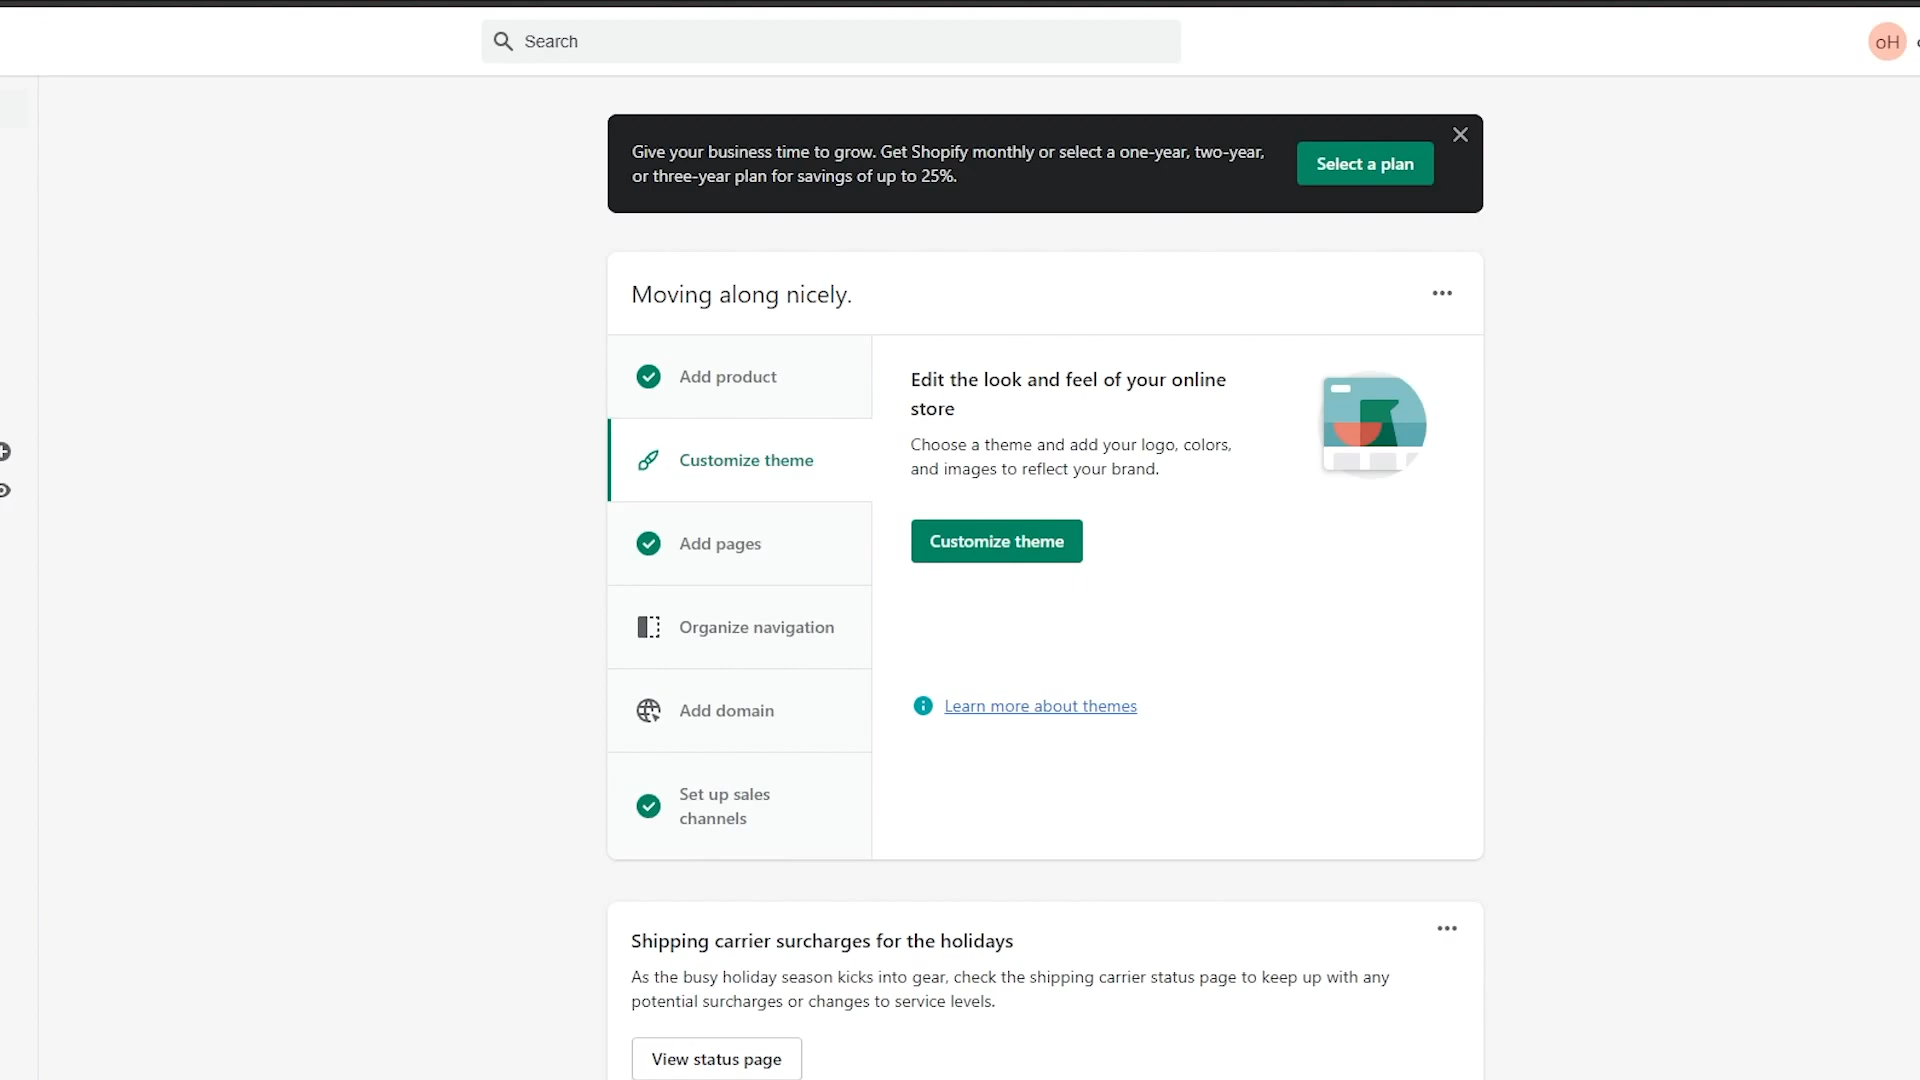 Search
oH
Give your business time to grow. Get Shopify monthly or select a one-year, two-year,
or three-year plan for savings of up to 25%.
Select a plan
Moving along nicely.
Add product
Customize theme
Add pages
Organize navigation
Add domain
Set up sales
channels
Edit the look and feel of your online
store
Choose a theme and add your logo, colors,
and images to reflect your brand.
Customize theme
Learn more about themes
Shipping carrier surcharges for the holidays
As the busy holiday season kicks into gear, check the shipping carrier status page to keep up with any
potential surcharges or changes to service levels.
View status page